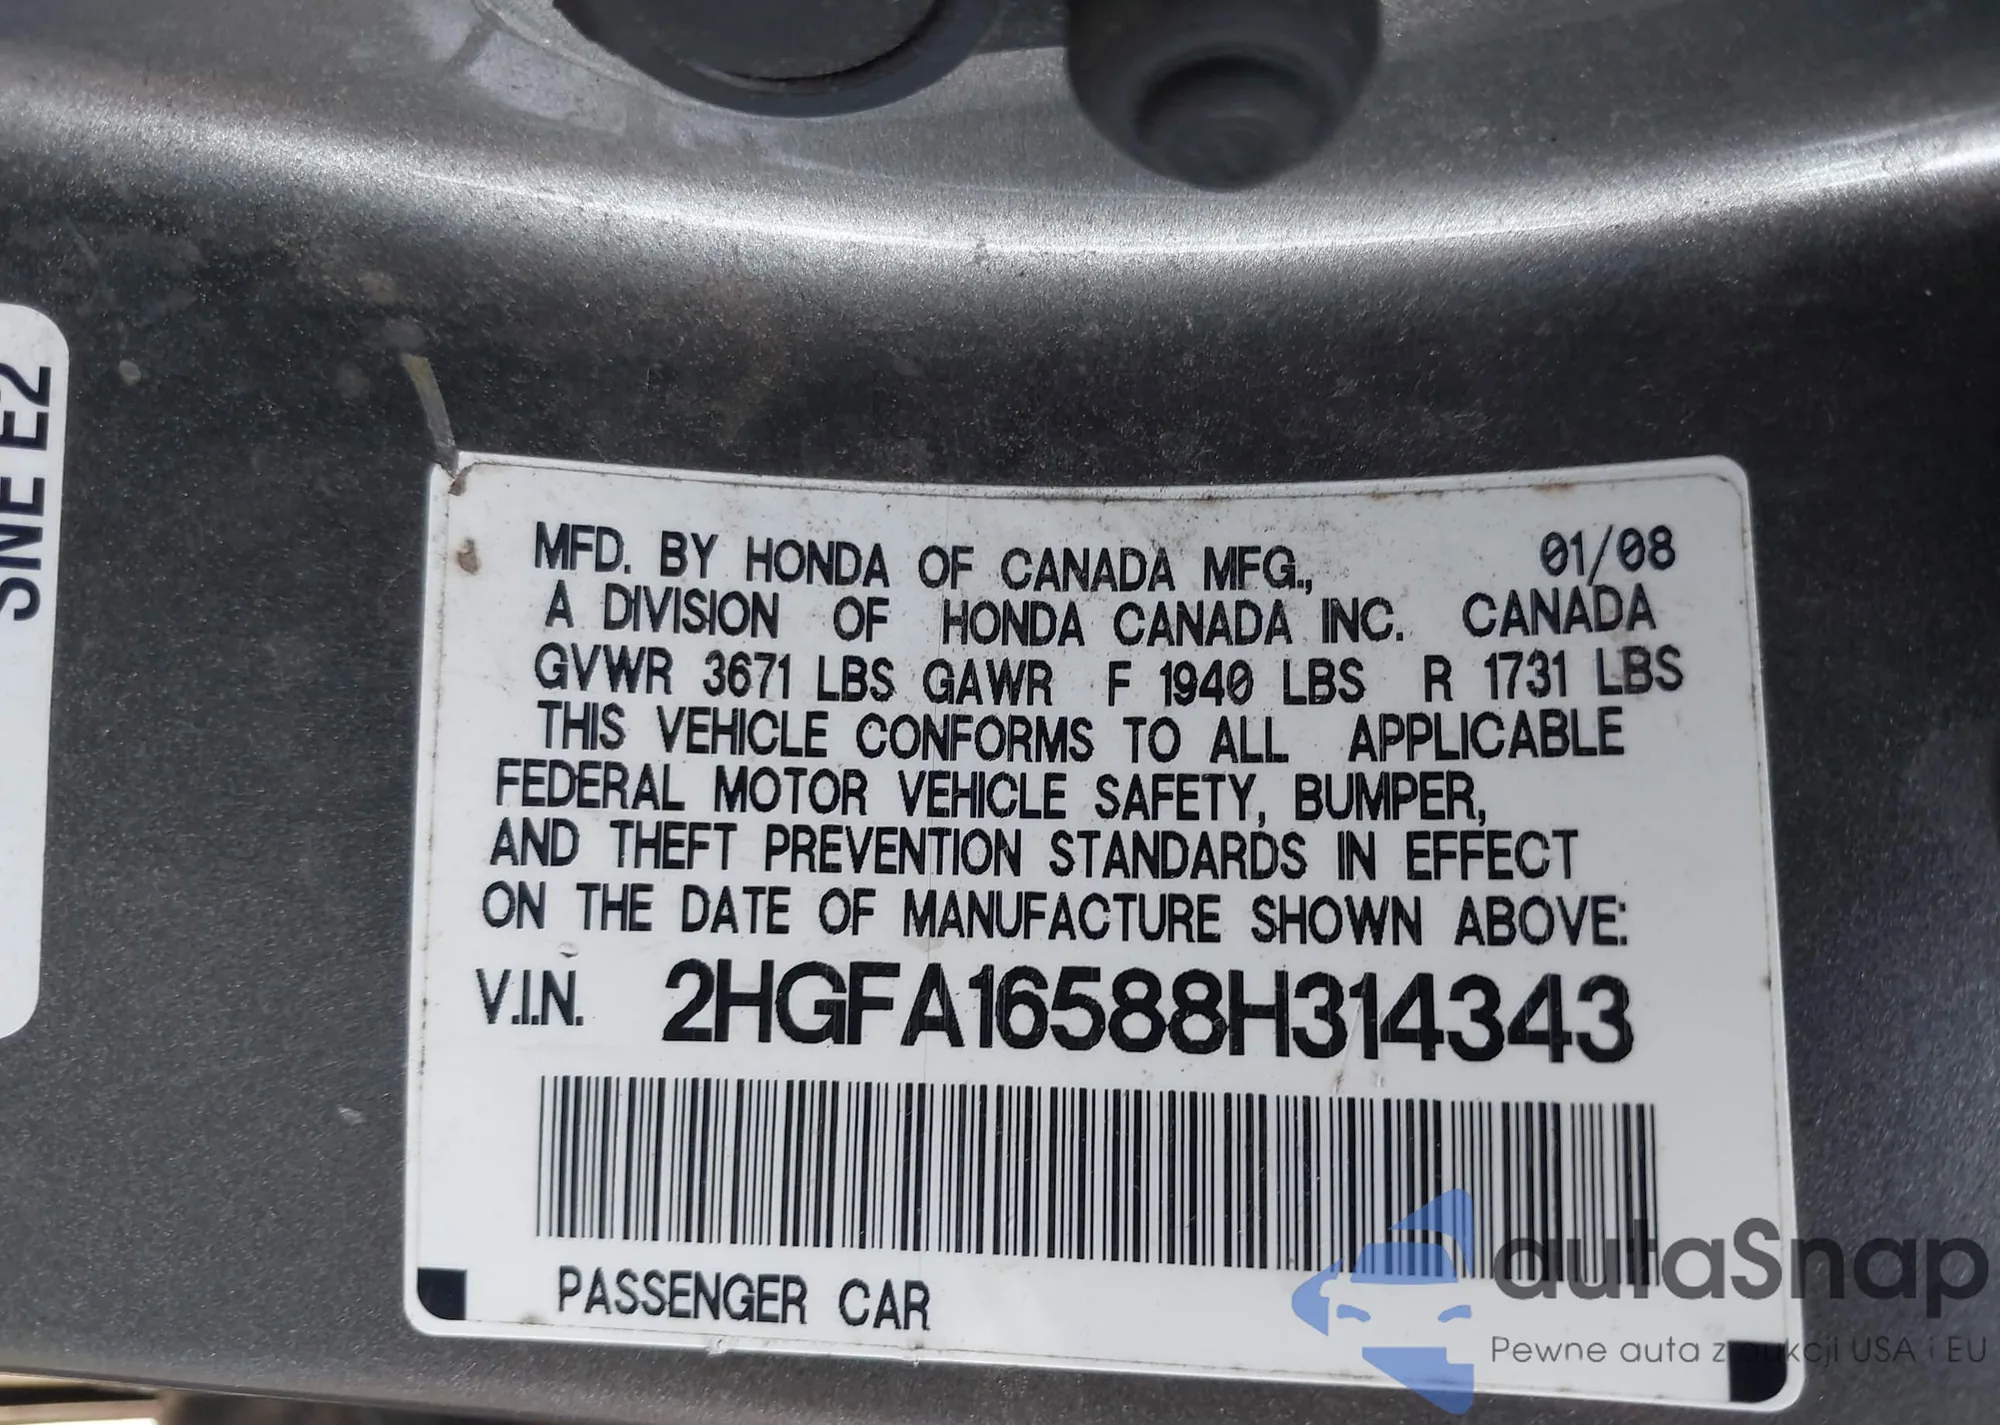 SNE E2
MFD. BY HONDA OF CANADA MFG., 01/08
A DIVISION OF HONDA CANADA INC. CANADA
GVWR 3671 LBS GAWR F 1940 LBS R 1731 LBS
THIS VEHICLE CONFORMS TO ALL APPLICABLE
FEDERAL MOTOR VEHICLE SAFETY, BUMPER,
AND THEFT PREVENTION STANDARDS IN EFFECT
ON THE DATE OF MANUFACTURE SHOWN ABOVE:
V.I.N. 2HGFA16588H314343
PASSENGER CAR
autaSnap
Pewne auta z aukcji USA i EU